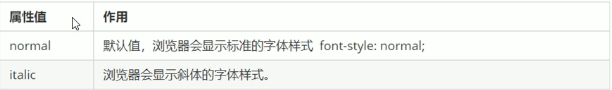 属性值 作用
normal 默认值，浏览器会显示标准的字体样式 font-style: normal;
italic 浏览器会显示斜体的字体样式。